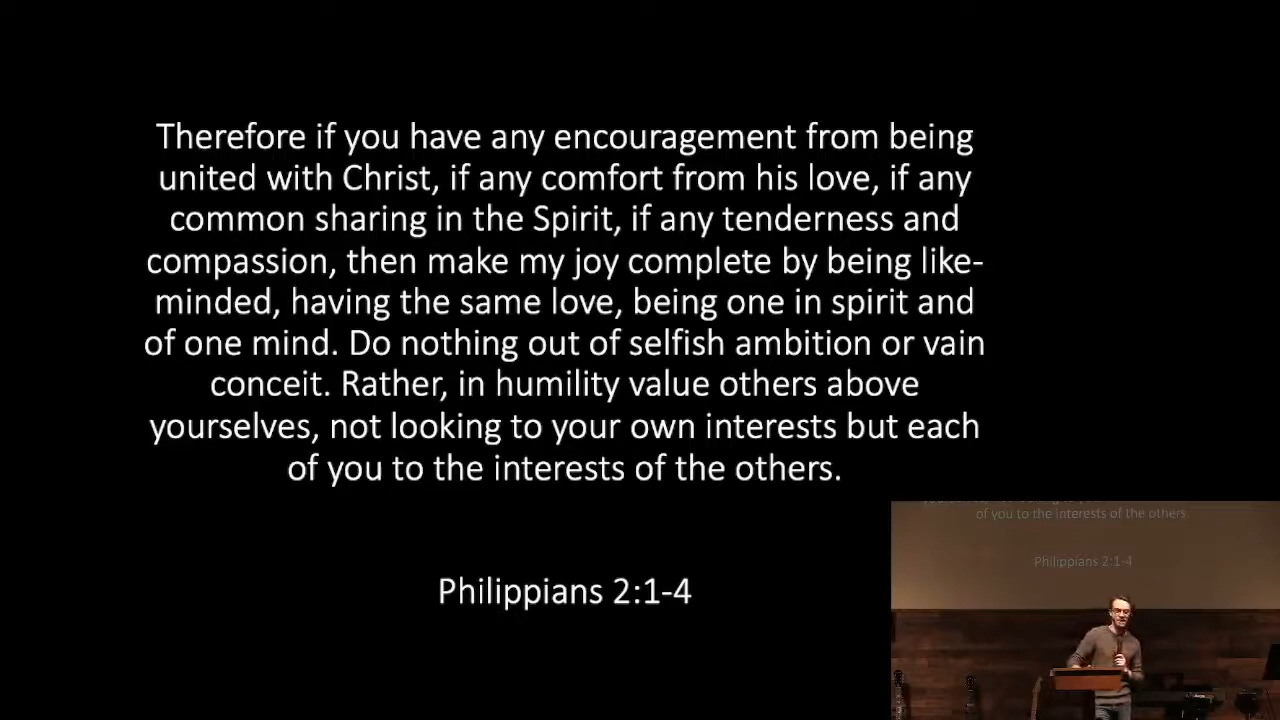 Therefore if you have any encouragement from being
united with Christ, if any comfort from his love, if any
common sharing in the Spirit, if any tenderness and
compassion, then make my joy complete by being like-
minded, having the same love, being one in spirit and
of one mind. Do nothing out of selfish ambition or vain
conceit. Rather, in humility value others above
yourselves, not looking to your own interests but each
of you to the interests of the others.
Philippians 2:1-4
of you to the interests of the others.
Philippians 2:1-4